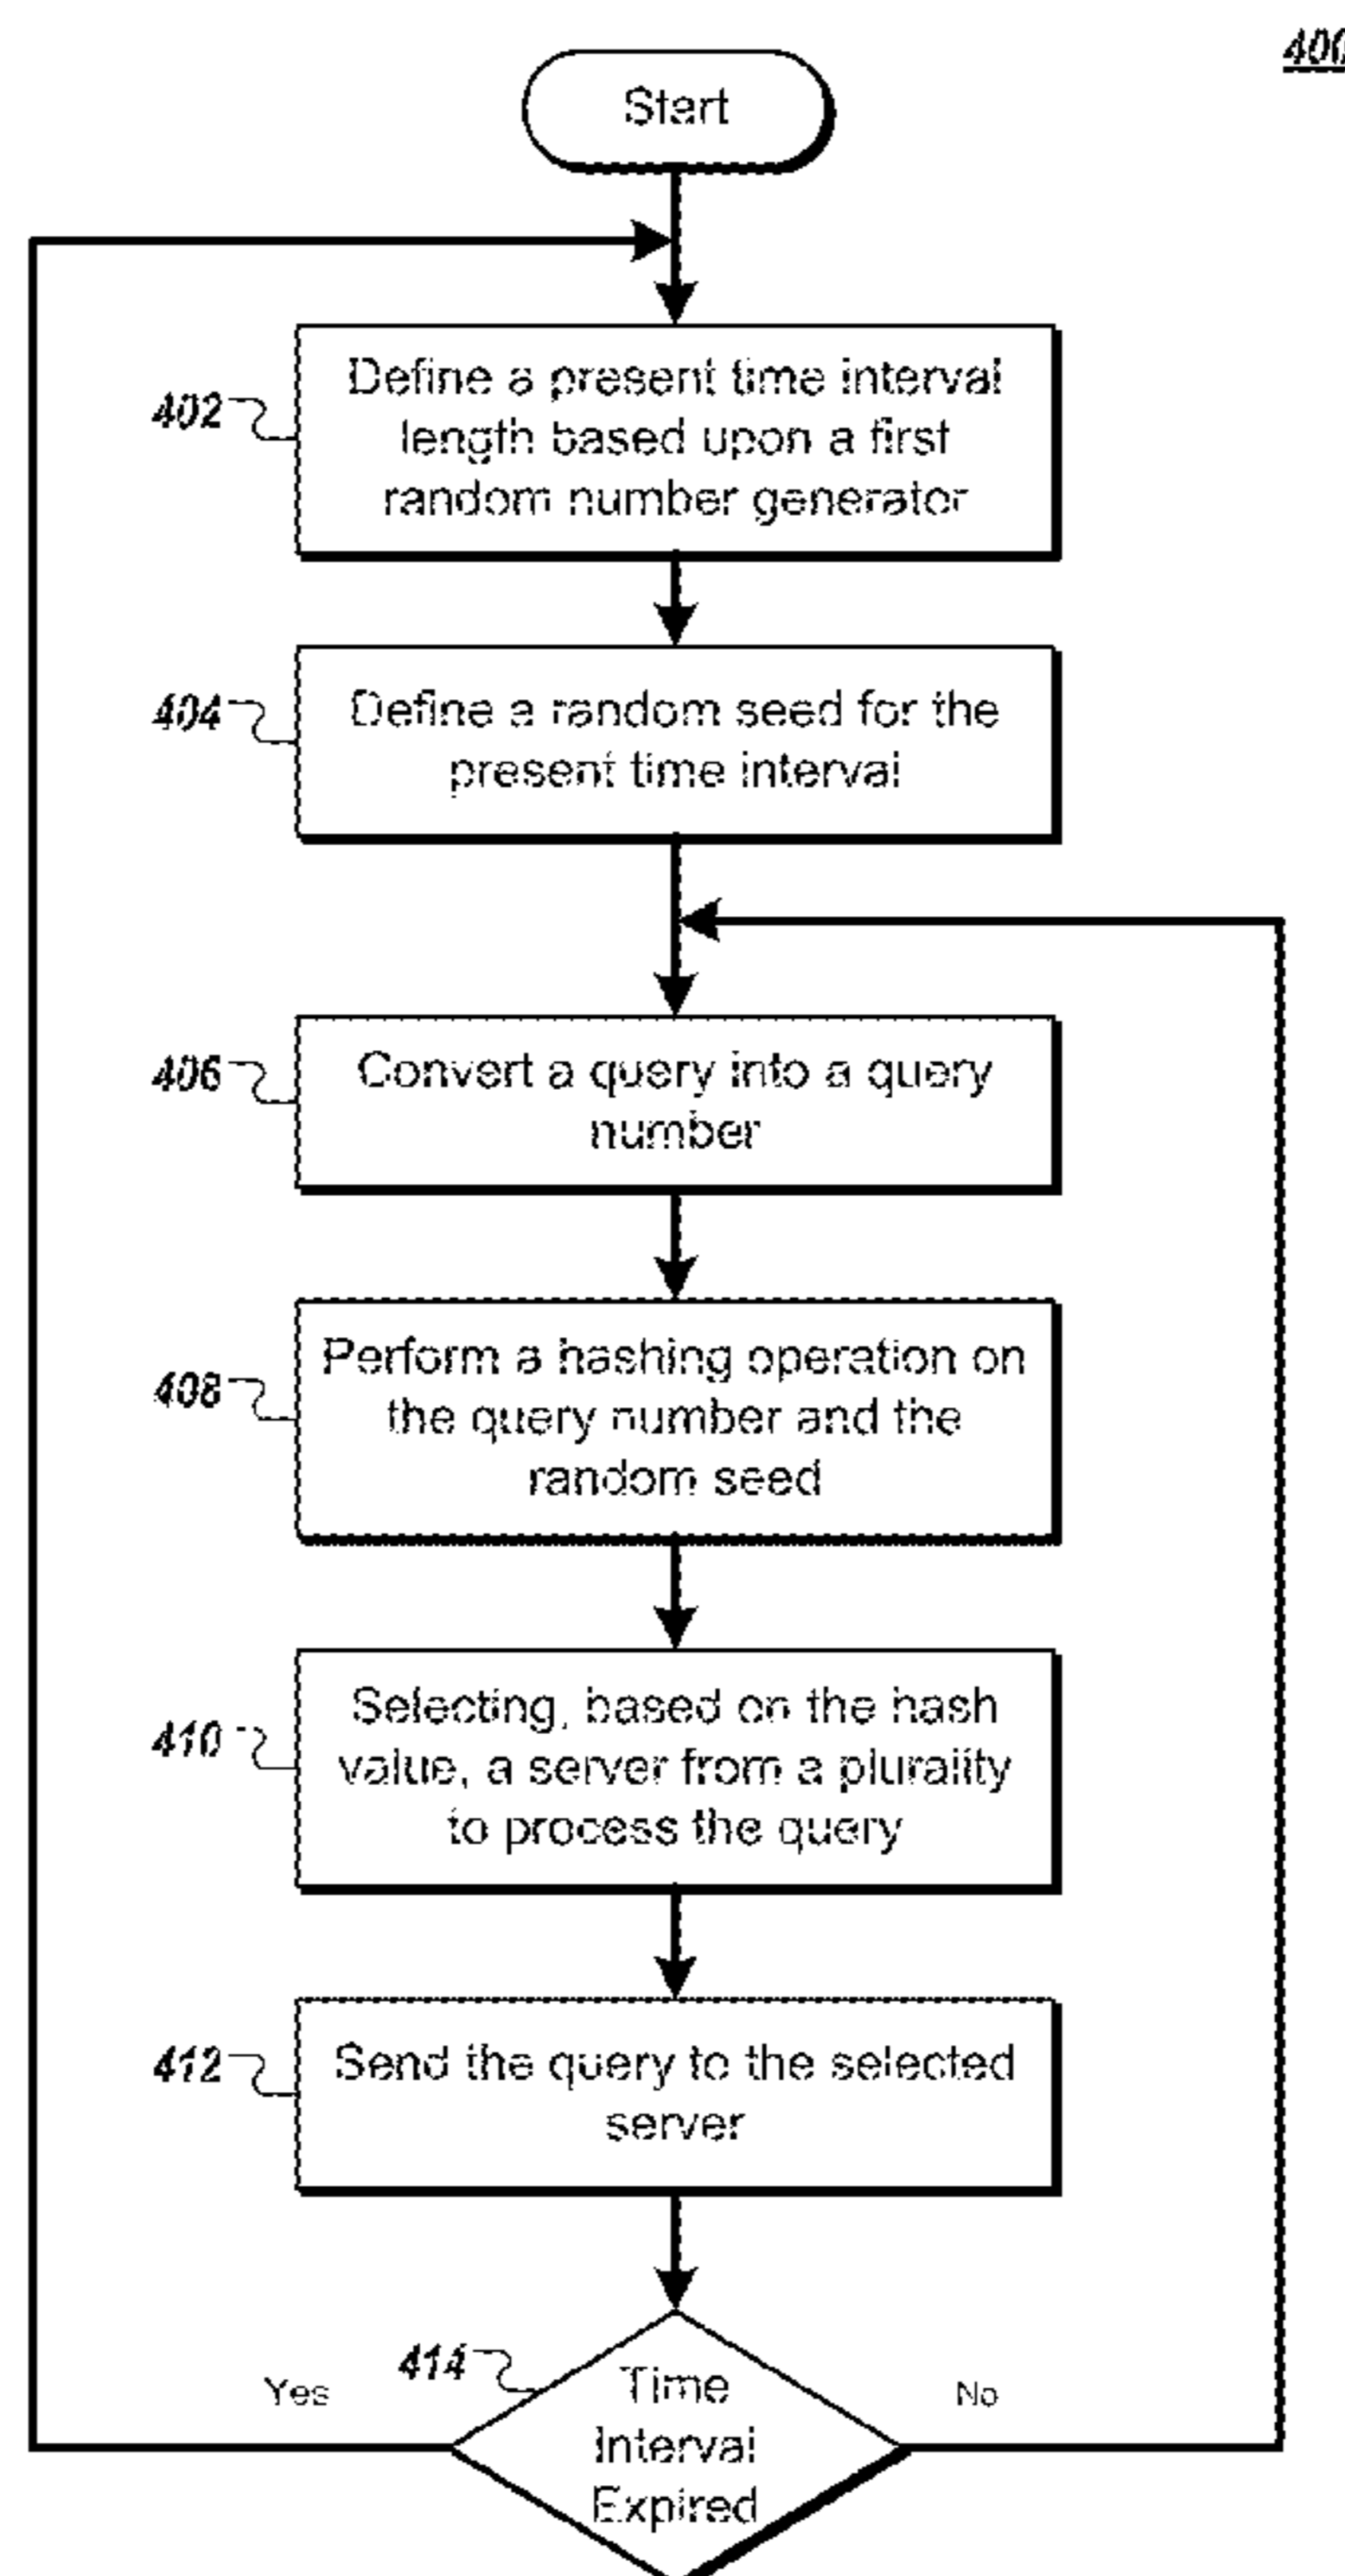 400
Start
402
Define a present time interval
length based upon a first
random number generator
404
Define a random seed for the
present time interval
406
Convert a query into a query
number
408
Perform a hashing operation on
the query number and the
random seed
410
Selecting, based on the hash
value, a server from a plurality
to process the query
412
Send the query to the selected
server
414
Yes
Time
Interval
Expired
No